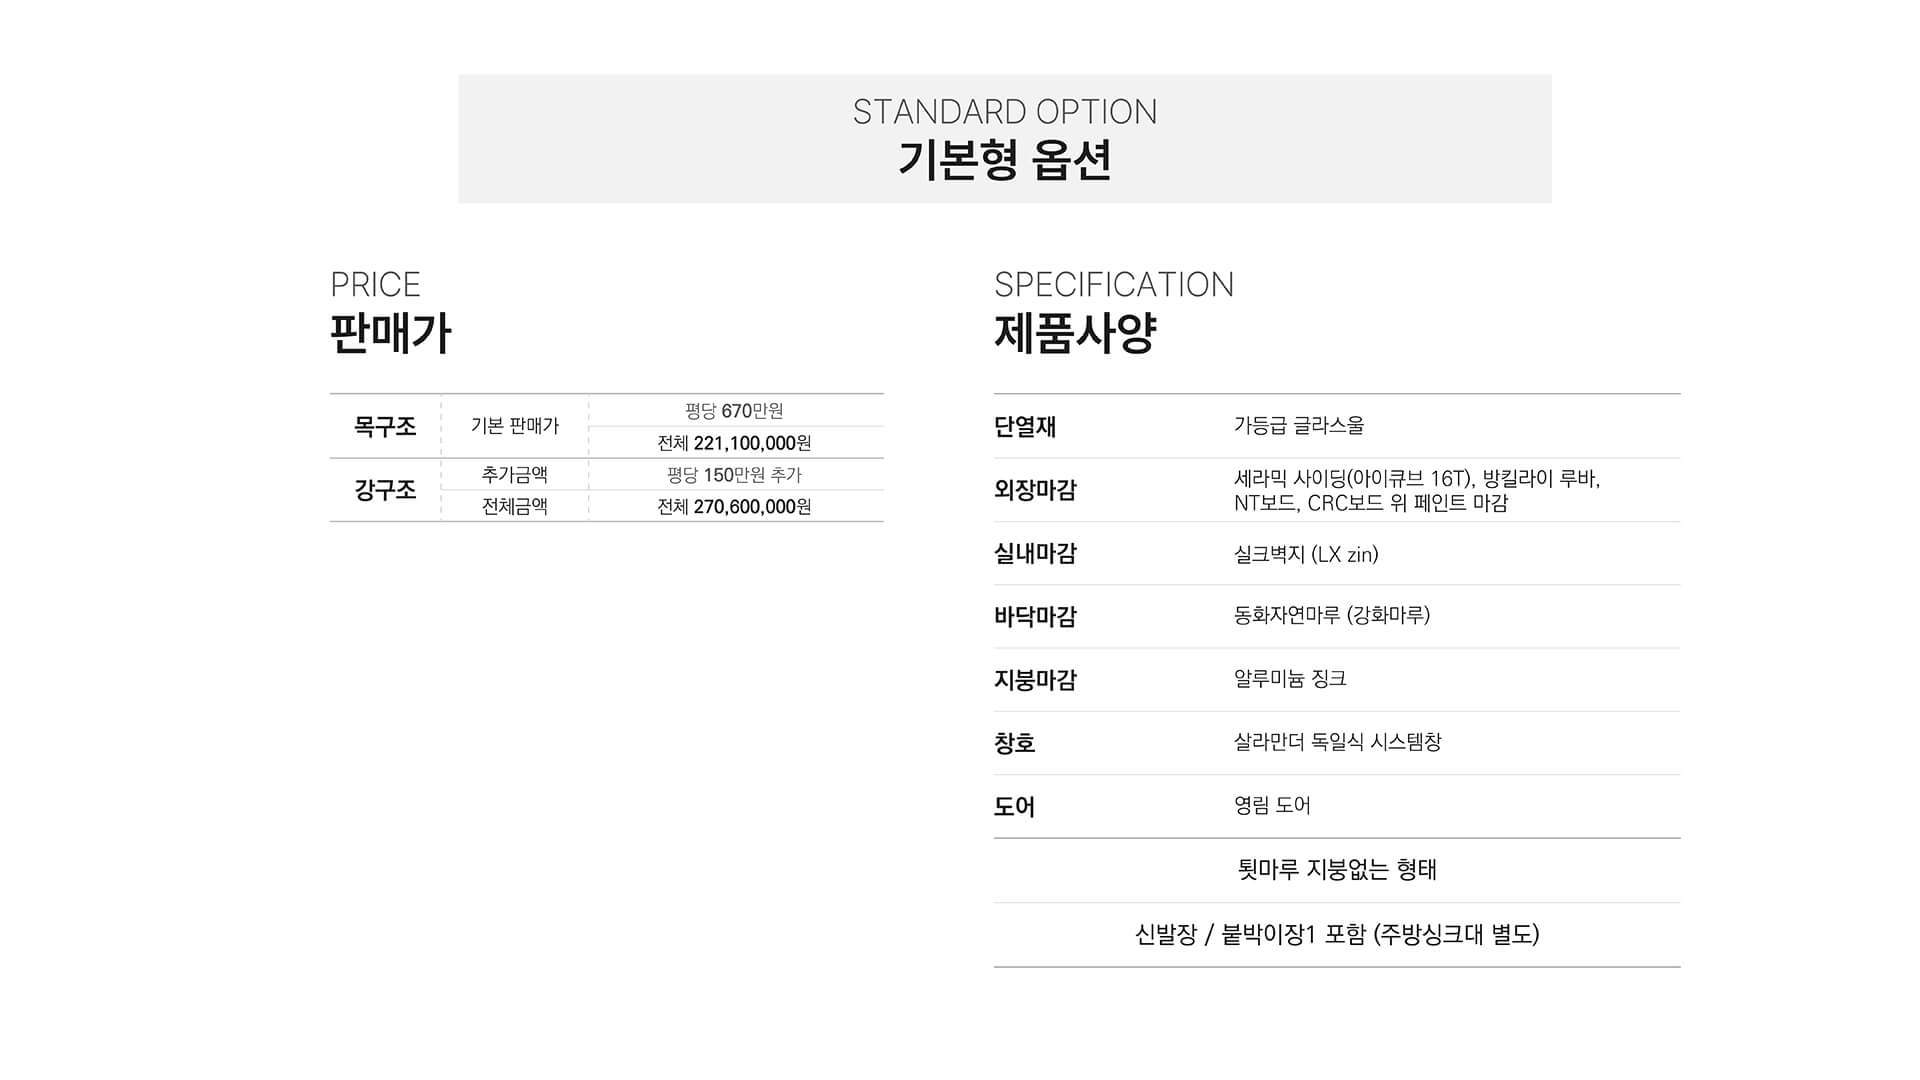 STANDARD OPTION
기본형 옵션
PRICE
판매가
목구조
기본 판매가
평당 670만원
전체 221,100,000원
강구조
추가금액
평당 150만원 추가
전체금액
전체 270,600,000원
SPECIFICATION
제품사양
단열재
가등급 글라스울
외장마감
세라믹 사이딩(아이큐브 16T), 방킬라이 루바,
NT보드, CRC보드 위 페인트 마감
실내마감
실크벽지 (LX zin)
바닥마감
동화자연마루 (강화마루)
지붕마감
알루미늄 징크
창호
살라만더 독일식 시스템창
도어
영림 도어
툇마루 지붕없는 형태
신발장 / 붙박이장1 포함 (주방싱크대 별도)